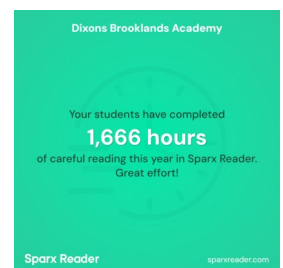 Dixons Brooklands Academy
Your students have completed
1,666 hours
of careful reading this year in Sparx Reader.
Great effort!
Sparx Reader
sparxreader.com